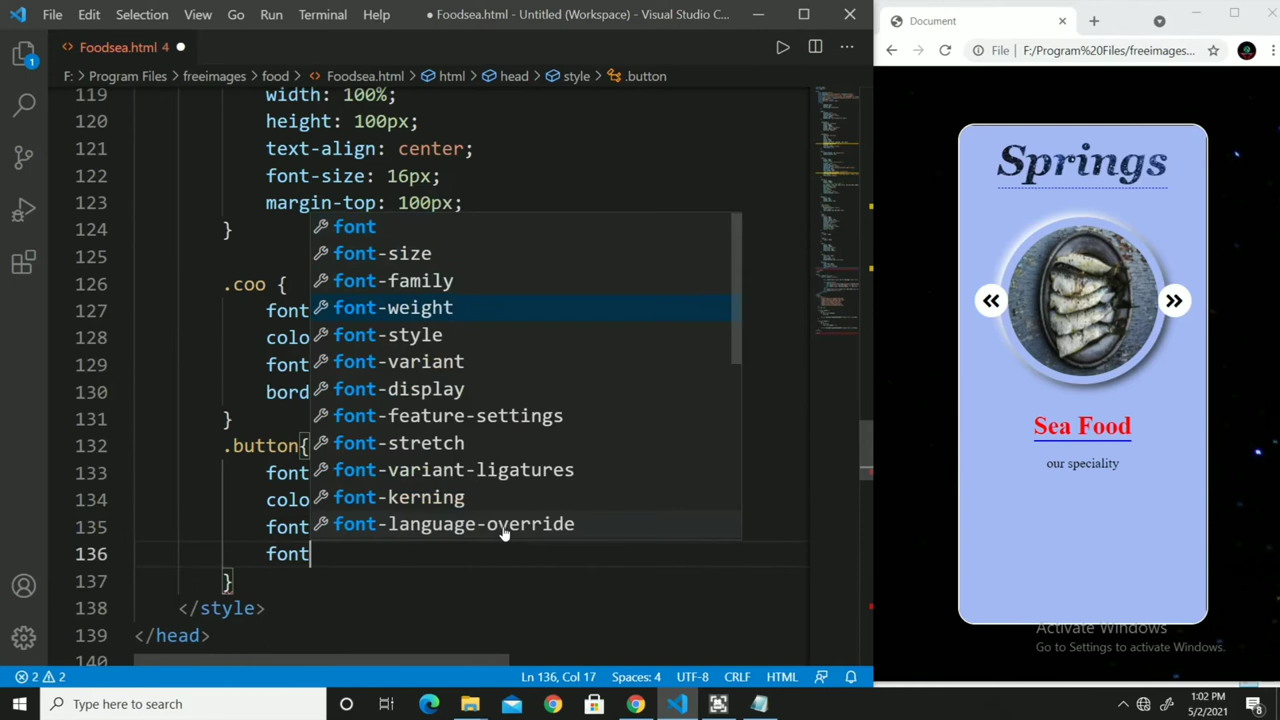 File Edit Selection View Go Run Terminal Help ● Foodsea.html - Untitled (Workspace) - Visual Studio C...
Foodsea.html 4 ●
F: > Program Files > freeimages > food > Foodsea.html > html > head > style > .button
119 width: 100%;
120 height: 100px;
121 text-align: center;
122 font-size: 16px;
123 margin-top: 100px;
124 }
125
126 .coo {
127 font
128 colo
129 font
130 bord
131 }
132 .button{
133 font
134 colo
135 font
136 font
137 }
138 </style>
139 </head>
140
font
font-size
font-family
font-weight
font-style
font-variant
font-display
font-feature-settings
font-stretch
font-variant-ligatures
font-kerning
font-language-override
1
2 2 Ln 136, Col 17 Spaces: 4 UTF-8 CRLF HTML
Document
File F:/Program%20Files/freeimages...
Springs
Sea Food
our speciality
Activate Windows
Go to Settings to activate Windows.
Type here to search
1:02 PM
5/2/2021
8